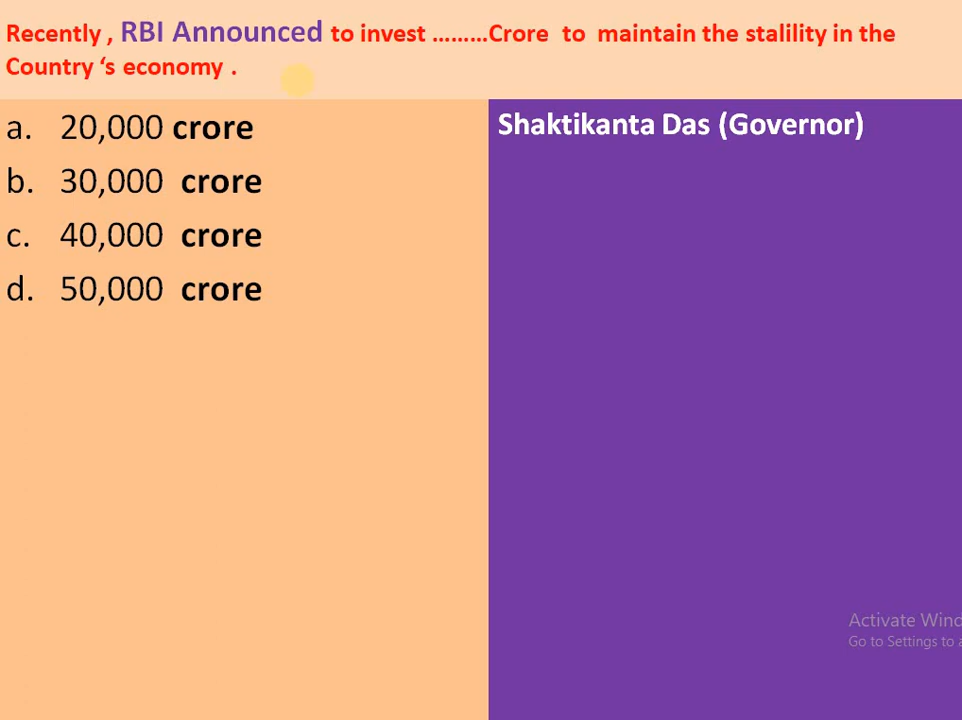 Recently , RBI Announced to invest .........Crore to maintain the stalility in the
Country ‘s economy .
a. 20,000 crore
b. 30,000 crore
c. 40,000 crore
d. 50,000 crore
Shaktikanta Das (Governor)
Activate Wind
Go to Settings to a